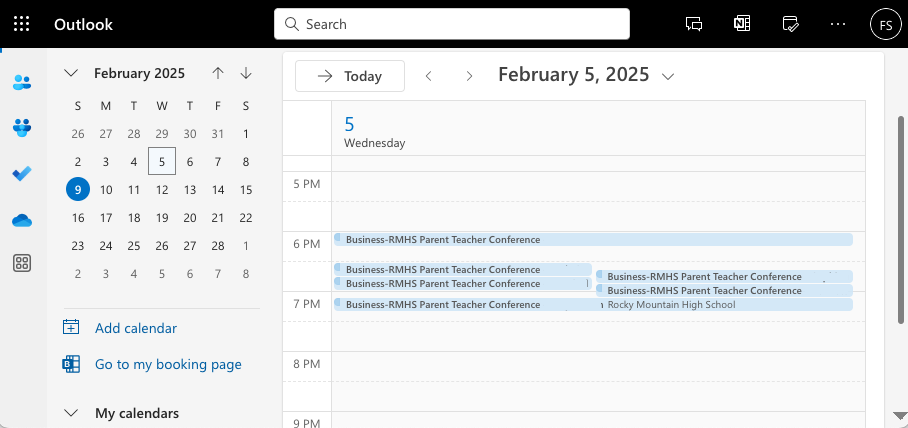 Outlook
Search
FS
February 2025
S M T W T F S
26 27 28 29 30 31 1
2 3 4 5 6 7 8
9 10 11 12 13 14 15
16 17 18 19 20 21 22
23 24 25 26 27 28 1
2 3 4 5 6 7 8
Add calendar
Go to my booking page
My calendars
Today
February 5, 2025
5
Wednesday
5 PM
6 PM
Business-RMHS Parent Teacher Conference
Business-RMHS Parent Teacher Conference
Business-RMHS Parent Teacher Conference
Business-RMHS Parent Teacher Conference
Business-RMHS Parent Teacher Conference
7 PM
Business-RMHS Parent Teacher Conference
Rocky Mountain High School
8 PM
9 PM